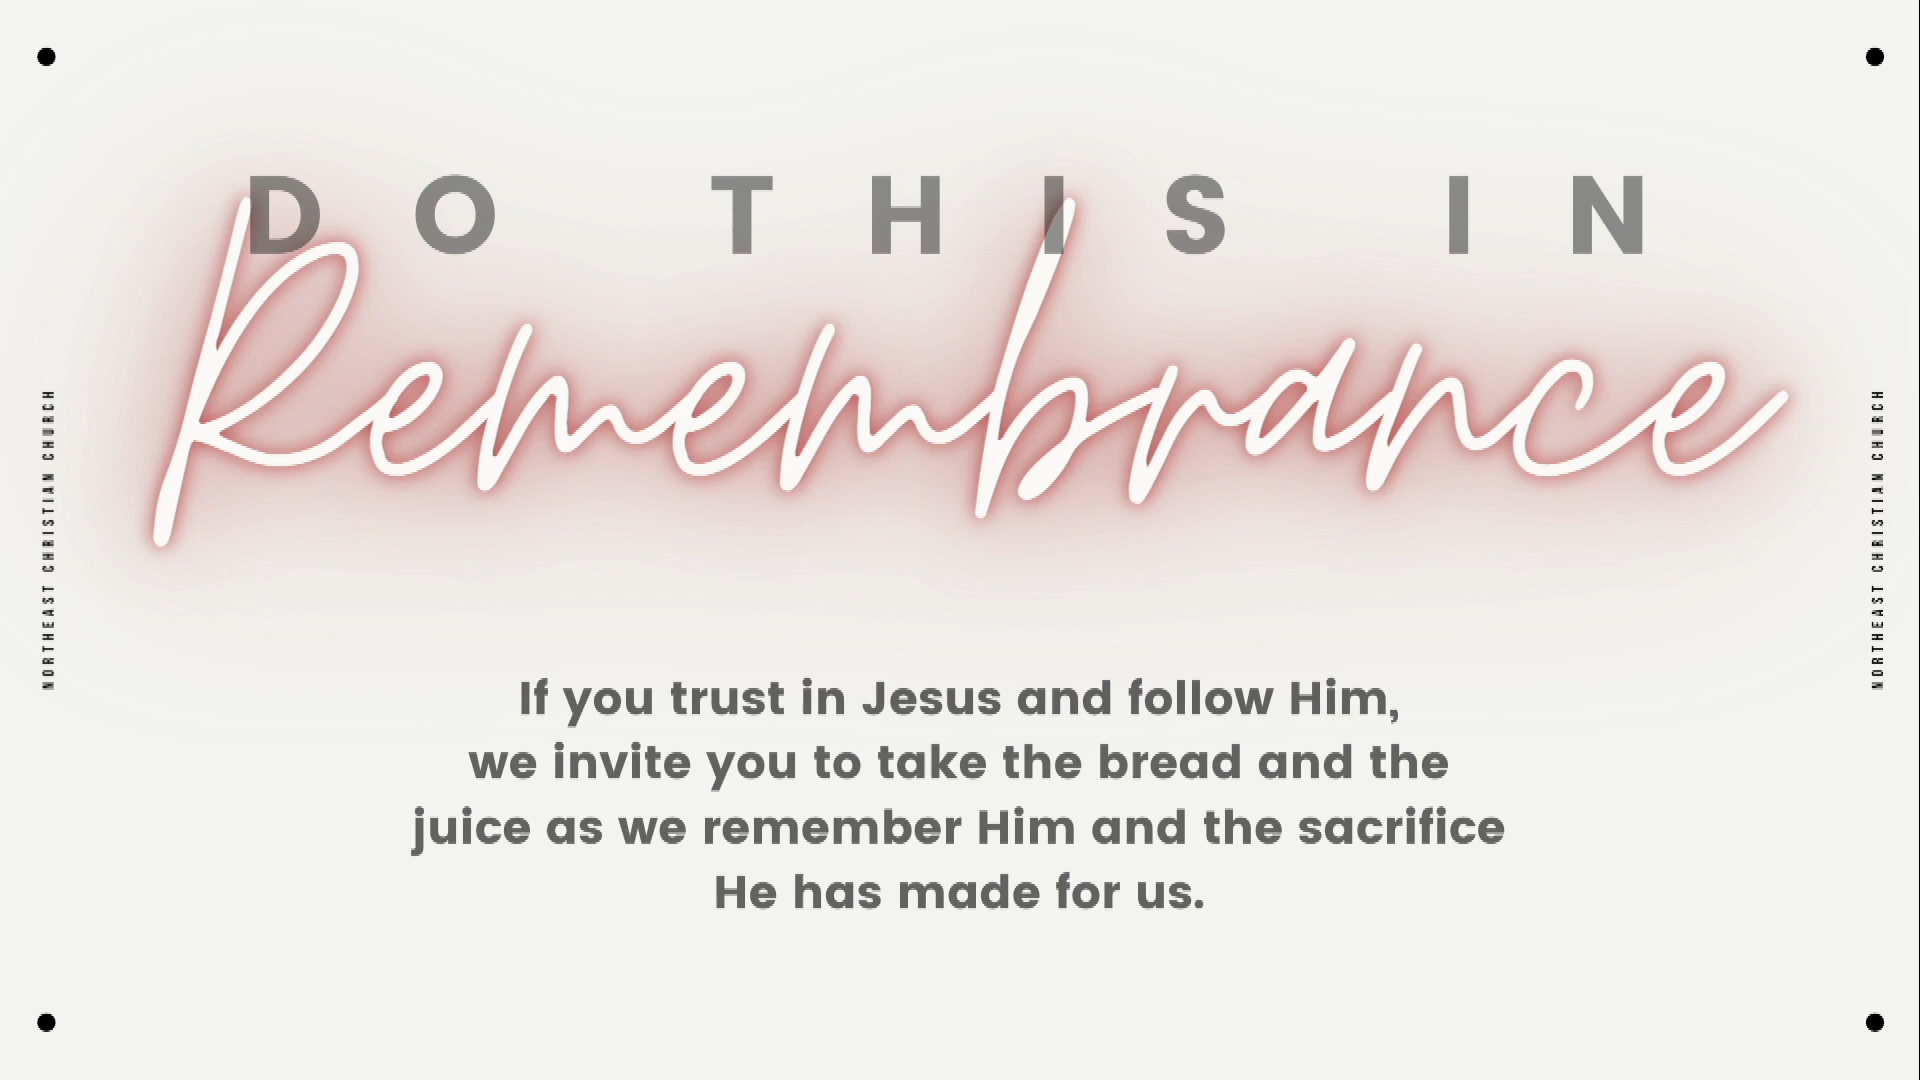 DO THIS IN
Remembrance
NORTHEAST CHRISTIAN CHURCH
NORTHEAST CHRISTIAN CHURCH
If you trust in Jesus and follow Him,
we invite you to take the bread and the
juice as we remember Him and the sacrifice
He has made for us.